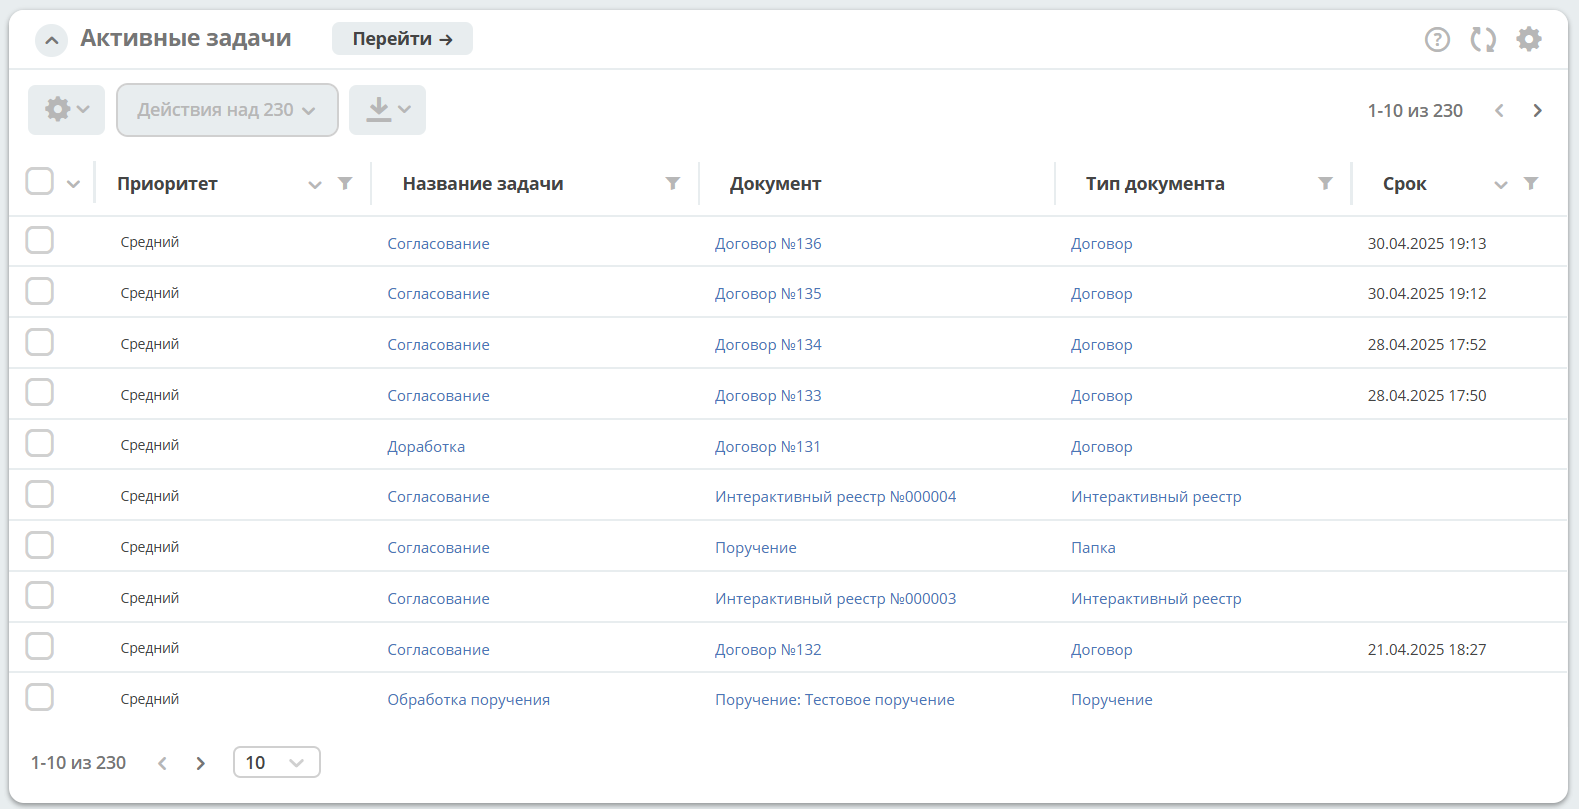 Активные задачи Перейти →
Действия над 230 1-10 из 230
Приоритет Название задачи Документ Тип документа Срок
Средний Согласование Договор №136 Договор 30.04.2025 19:13
Средний Согласование Договор №135 Договор 30.04.2025 19:12
Средний Согласование Договор №134 Договор 28.04.2025 17:52
Средний Согласование Договор №133 Договор 28.04.2025 17:50
Средний Доработка Договор №131 Договор
Средний Согласование Интерактивный реестр №000004 Интерактивный реестр
Средний Согласование Поручение Папка
Средний Согласование Интерактивный реестр №000003 Интерактивный реестр
Средний Согласование Договор №132 Договор 21.04.2025 18:27
Средний Обработка поручения Поручение: Тестовое поручение Поручение
1-10 из 230 10